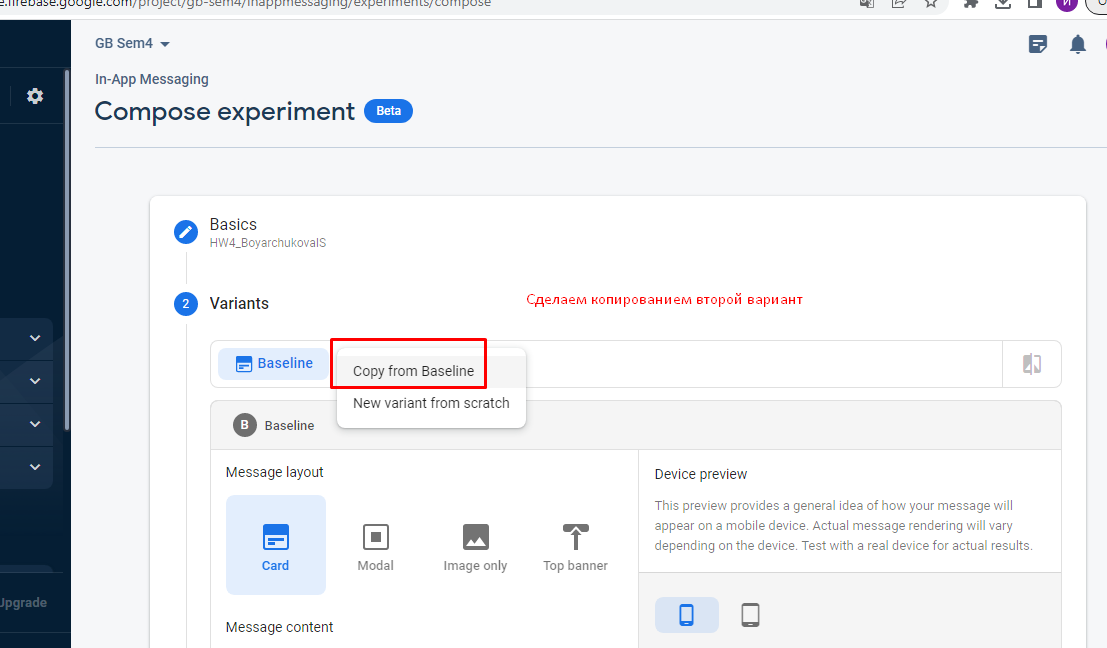 e.firebase.google.com/project/gb-sem4/inappmessaging/experiments/compose
И
GB Sem4
In-App Messaging
Compose experiment Beta
Basics
HW4_BoyarchukovaIS
2 Variants
Сделаем копированием второй вариант
Baseline
Copy from Baseline
New variant from scratch
B Baseline
Message layout
Card
Modal
Image only
Top banner
Message content
Device preview
This preview provides a general idea of how your message will
appear on a mobile device. Actual message rendering will vary
depending on the device. Test with a real device for actual results.
Upgrade